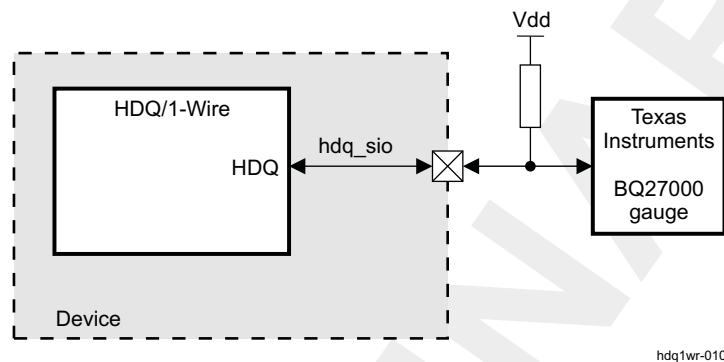 Vdd
HDQ/1-Wire
Texas
Instruments
hdq_sio
HDQ
BQ27000
gauge
Device
hdq1wr-010